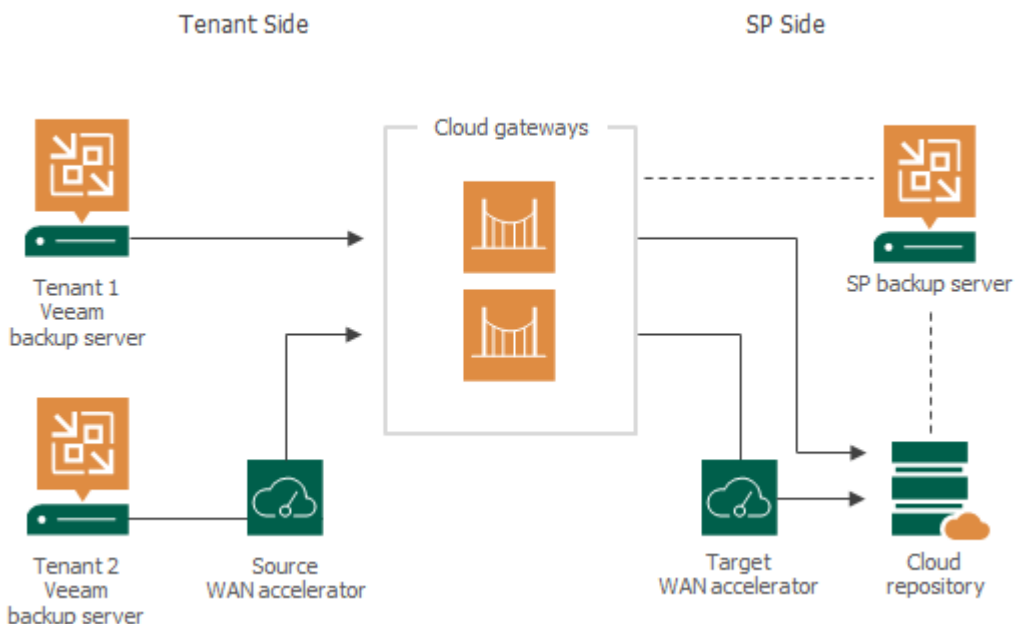 Tenant Side
SP Side
Cloud gateways
Tenant 1
Veeam
backup server
SP backup server
Tenant 2
Veeam
backup server
Source
WAN accelerator
Target
WAN accelerator
Cloud
repository